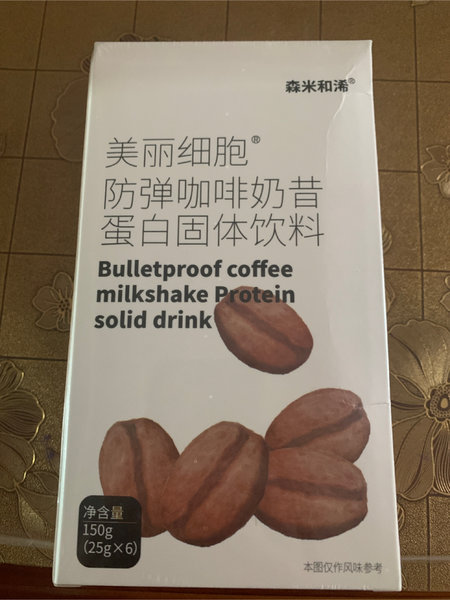 森米和浠®
美丽细胞®
防弹咖啡奶昔
蛋白固体饮料
Bulletproof coffee
milkshake Protein
solid drink
净含量
150g
(25g×6)
本图仅作风味参考